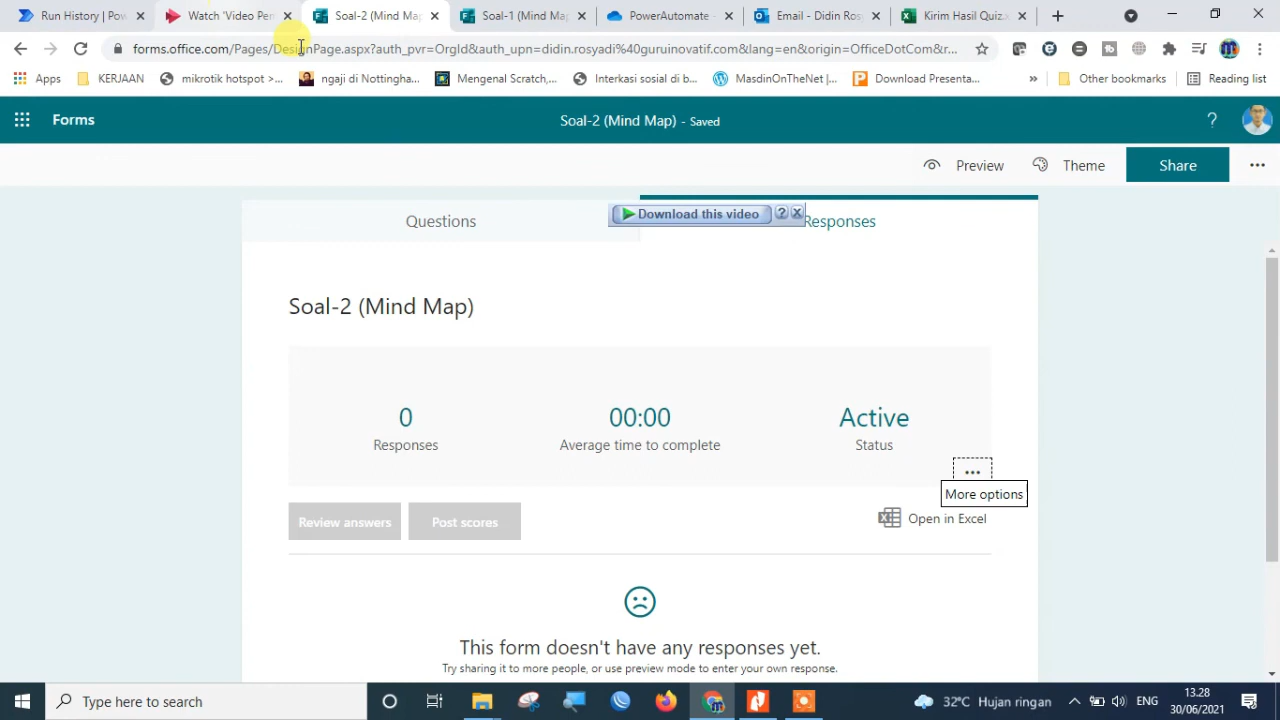 Run History | Pow
Watch 'Video Pen
Soal-2 (Mind Ma
Soal-1 (Mind Map
PowerAutomate -
Email - Didin Ros
Kirim Hasil Quiz.x
forms.office.com/Pages/DesignPage.aspx?auth_pvr=OrgId&auth_upn=didin.rosyadi%40guruinovatif.com&lang=en&origin=OfficeDotCom&r...
Apps
KERJAAN
mikrotik hotspot >...
ngaji di Nottingha...
Mengenal Scratch,...
Interkasi sosial di b...
MasdinOnTheNet |...
Download Presenta...
»
Other bookmarks
Reading list
Forms
Soal-2 (Mind Map) - Saved
?
Preview
Theme
Share
...
Questions
Download this video
Responses
Soal-2 (Mind Map)
0
Responses
00:00
Average time to complete
Active
Status
...
More options
Review answers
Post scores
Open in Excel
This form doesn't have any responses yet.
Try sharing it to more people, or use preview mode to enter your own response.
Type here to search
32°C Hujan ringan
ENG
13.28
30/06/2021